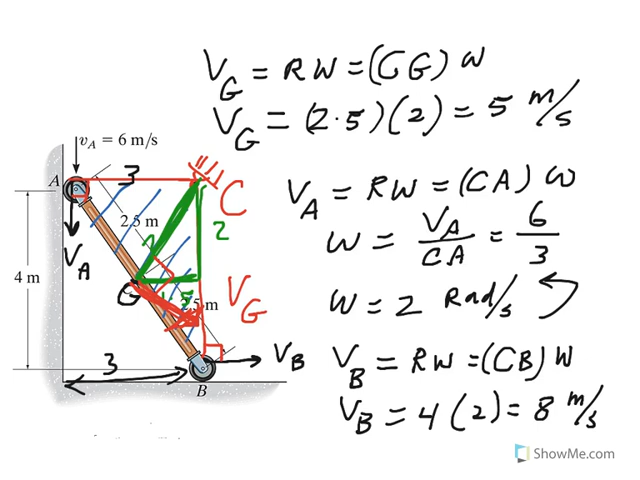 V_G = RW = (CG) W
V_G = (2.5)(2) = 5 m/s
v_A = 6 m/s
A
3
C
V_A = RW = (CA) W
2.5 m
2
V_A
W = V_A/CA = 6/3
4 m
G
1.5
2.5 m
V_G
W = 2 Rad/s
3
V_B
V_B = RW = (CB) W
B
V_B = 4 (2) = 8 m/s
ShowMe.com